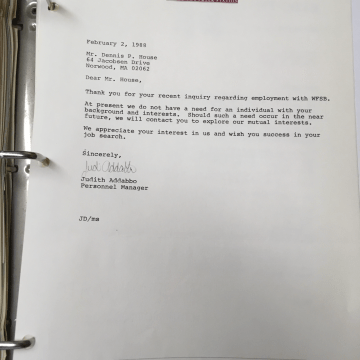 February 2, 1988
Mr. Dennis P. House
64 Jacobsen Drive
Norwood, MA 02062
Dear Mr. House,
Thank you for your recent inquiry regarding employment with WFSB.
At present we do not have a need for an individual with your
background and interests. Should such a need occur in the near
future, we will contact you to explore our mutual interests.
We appreciate your interest in us and wish you success in your
job search.
Sincerely,
Judi Addabbo
Judith Addabbo
Personnel Manager
JD/ms